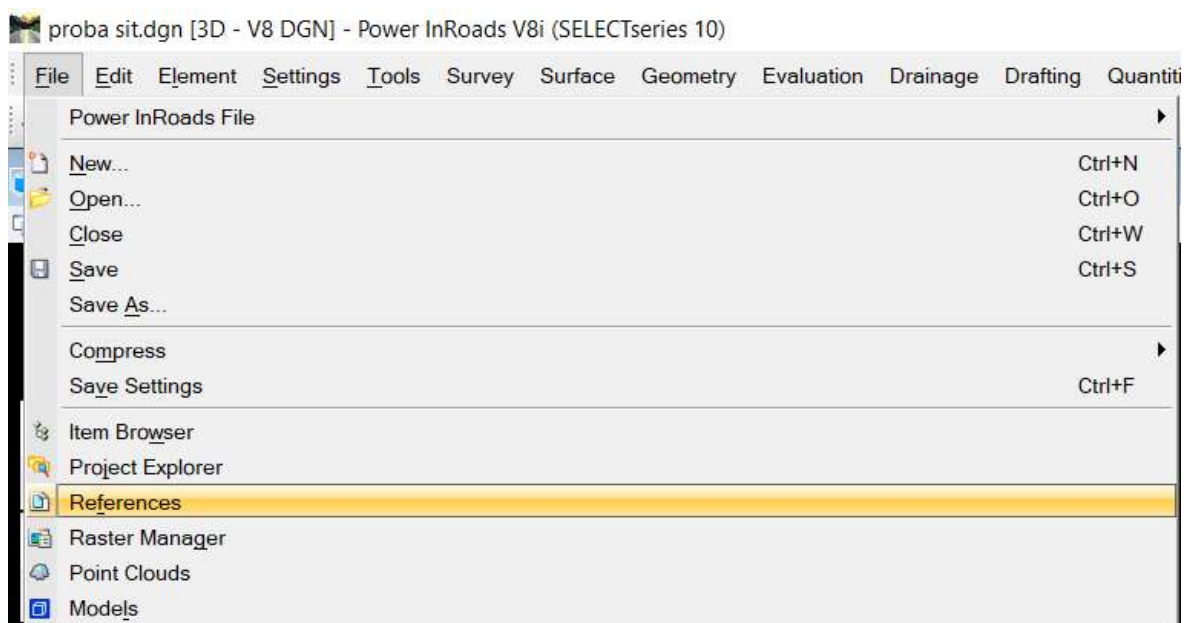 proba sit.dgn [3D - V8 DGN] - Power InRoads V8i (SELECTseries 10)
File Edit Element Settings Tools Survey Surface Geometry Evaluation Drainage Drafting Quantiti
Power InRoads File
New... Ctrl+N
Open... Ctrl+O
Close Ctrl+W
Save Ctrl+S
Save As...
Compress
Save Settings Ctrl+F
Item Browser
Project Explorer
References
Raster Manager
Point Clouds
Models